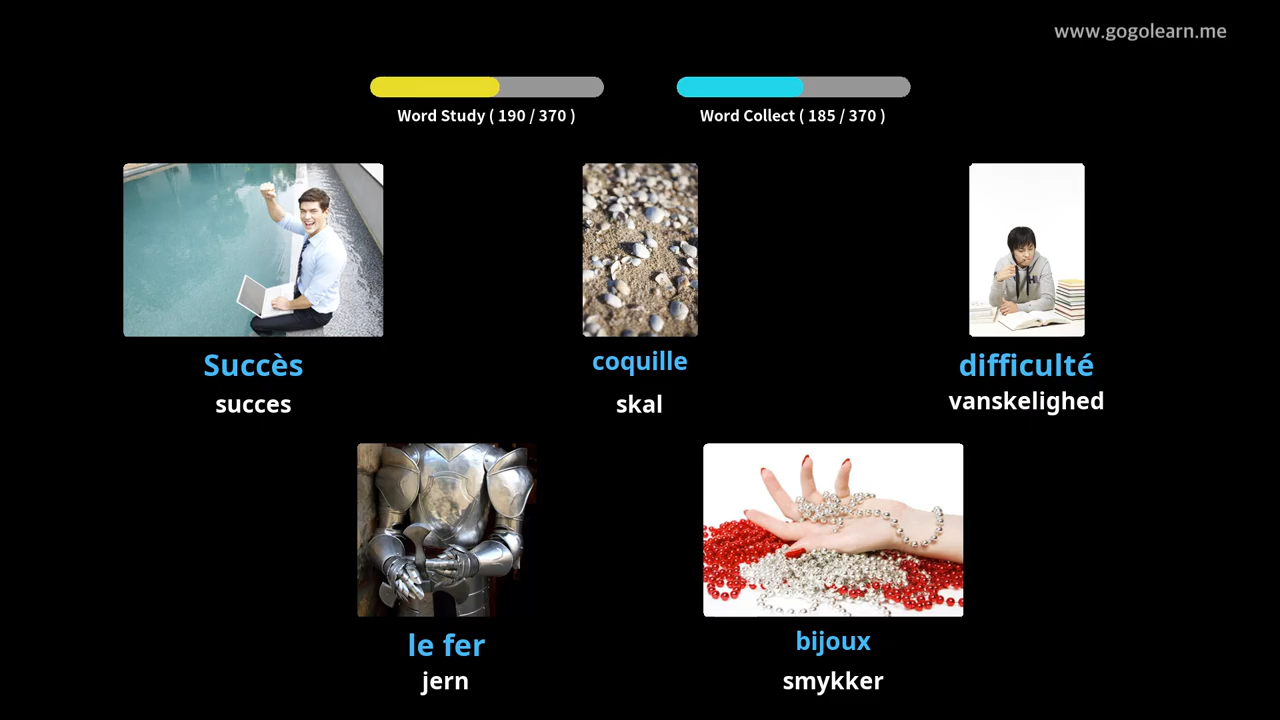 www.gogolearn.me
Word Study ( 190 / 370 )
Word Collect ( 185 / 370 )
Succès
succes
coquille
skal
difficulté
vanskelighed
le fer
jern
bijoux
smykker